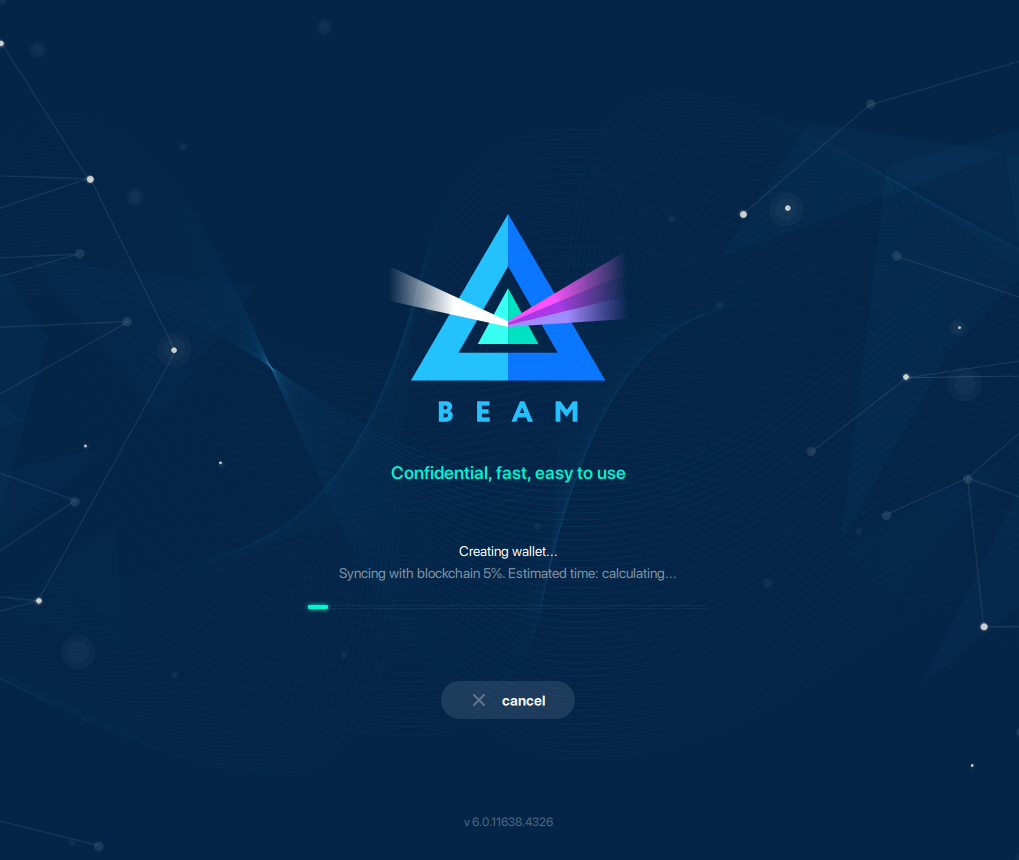 BEAM
Confidential, fast, easy to use
Creating wallet...
Syncing with blockchain 5%. Estimated time: calculating...
cancel
v 6.0.11638.4326